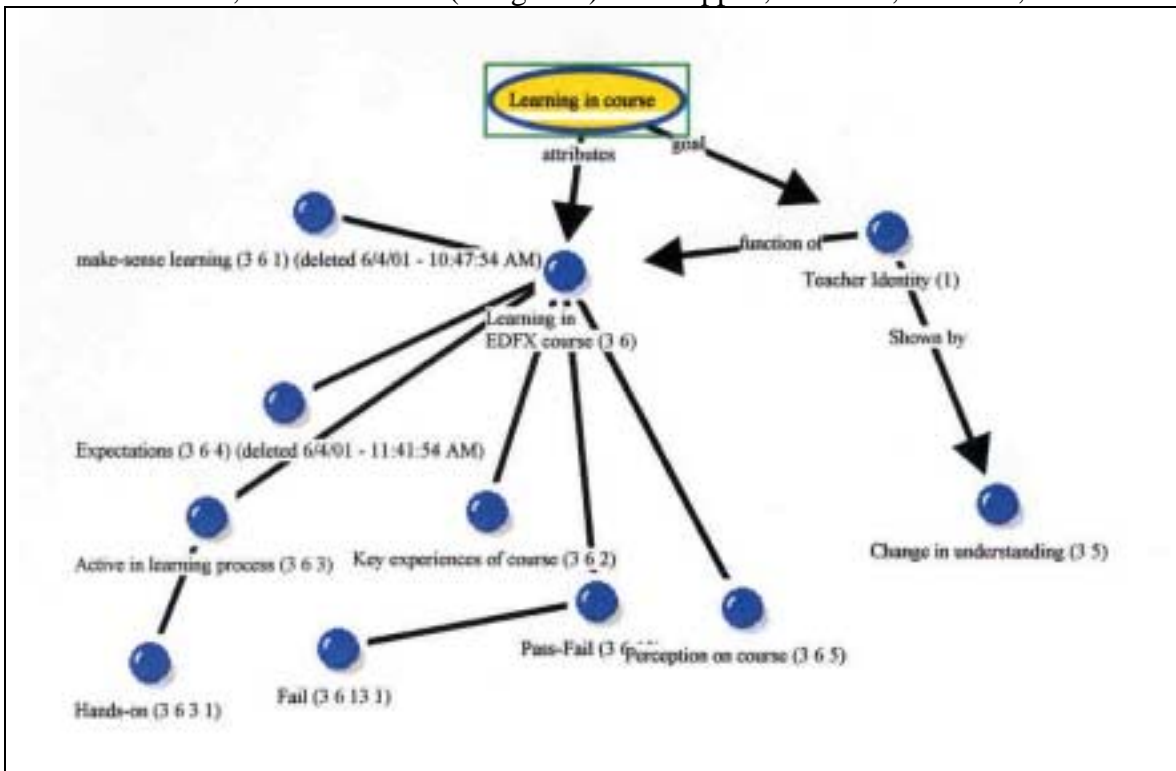 Learning in course
attributes
goal
function of
make-sense learning (3 6 1) (deleted 6/4/01 - 10:47:54 AM)
Teacher Identity (1)
Learning in
EDFX course (3 6)
Shown by
Expectations (3 6 4) (deleted 6/4/01 - 11:41:54 AM)
Change in understanding (3 5)
Active in learning process (3 6 3)
Key experiences of course (3 6 2)
Pass-Fail (3 6
Perception on course (3 6 5)
Fail (3 6 13 1)
Hands-on (3 6 3 1)